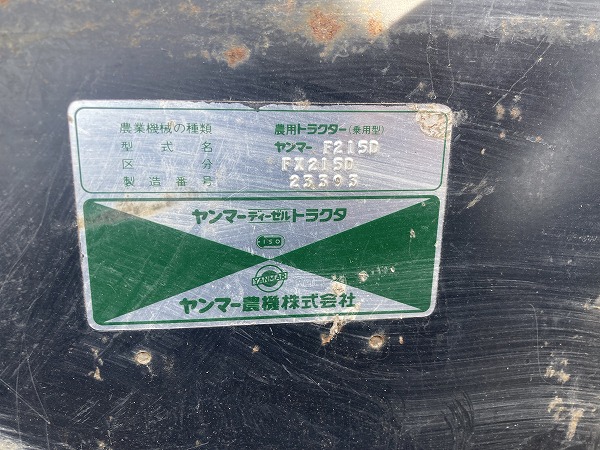 農業機械の種類 農用トラクター(乗用型)
型式名 ヤンマー F215D
区分 FX215D
製造番号 23393
ヤンマーディーゼルトラクタ
ISO
YANMAR
ヤンマー農機株式会社